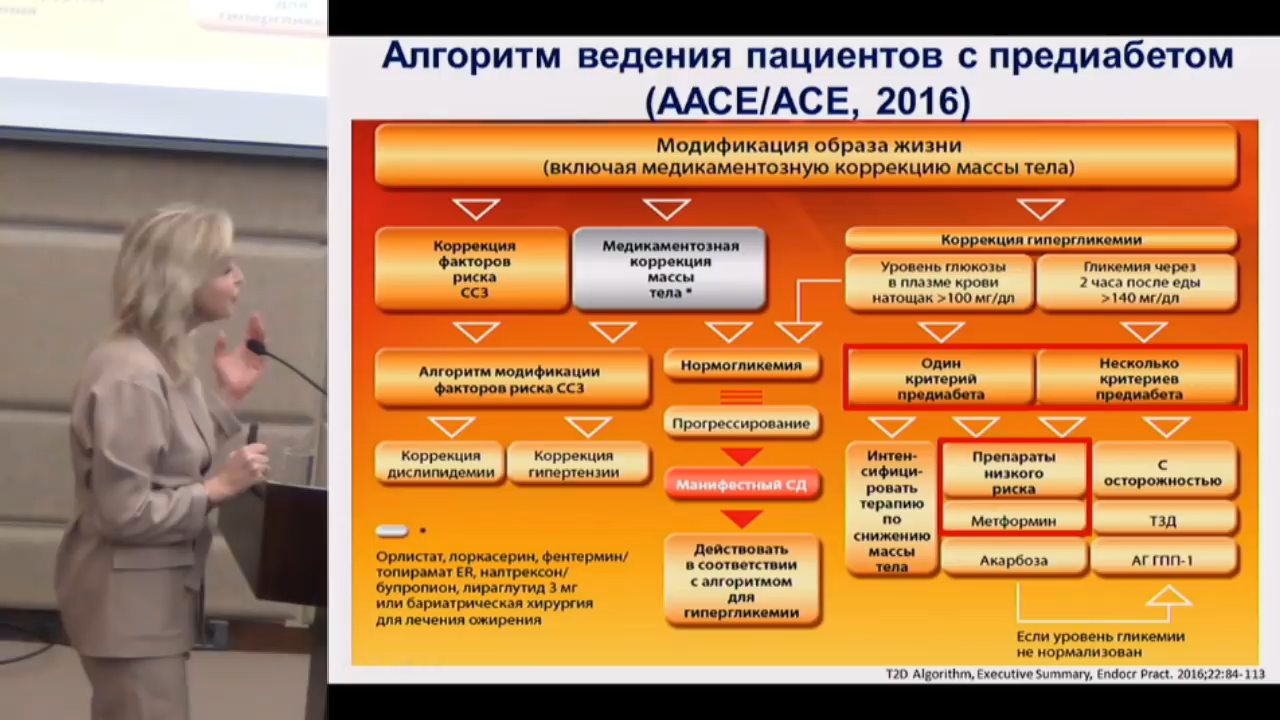 Алгоритм ведения пациентов с предиабетом
(AACE/ACE, 2016)
Модификация образа жизни
(включая медикаментозную коррекцию массы тела)
Коррекция
факторов
риска
ССЗ
Медикаментозная
коррекция
массы
тела *
Коррекция гипергликемии
Уровень глюкозы
в плазме крови
натощак >100 мг/дл
Гликемия через
2 часа после еды
>140 мг/дл
Алгоритм модификации
факторов риска ССЗ
Нормогликемия
Один
критерий
предиабета
Несколько
критериев
предиабета
Прогрессирование
Коррекция
дислипидемии
Коррекция
гипертензии
Манифестный СД
Действовать
в соответствии
с алгоритмом
для
гипергликемии
Интен-
сифици-
ровать
терапию
по
снижению
массы
тела
Препараты
низкого
риска
Метформин
Акарбоза
С
осторожностью
ТЗД
АГ ГПП-1
*
Орлистат, лоркасерин, фентермин/
топирамат ER, налтрексон/
бупропион, лираглутид 3 мг
или бариатрическая хирургия
для лечения ожирения
Если уровень гликемии
не нормализован
T2D Algorithm, Executive Summary, Endocr Pract. 2016;22:84-113